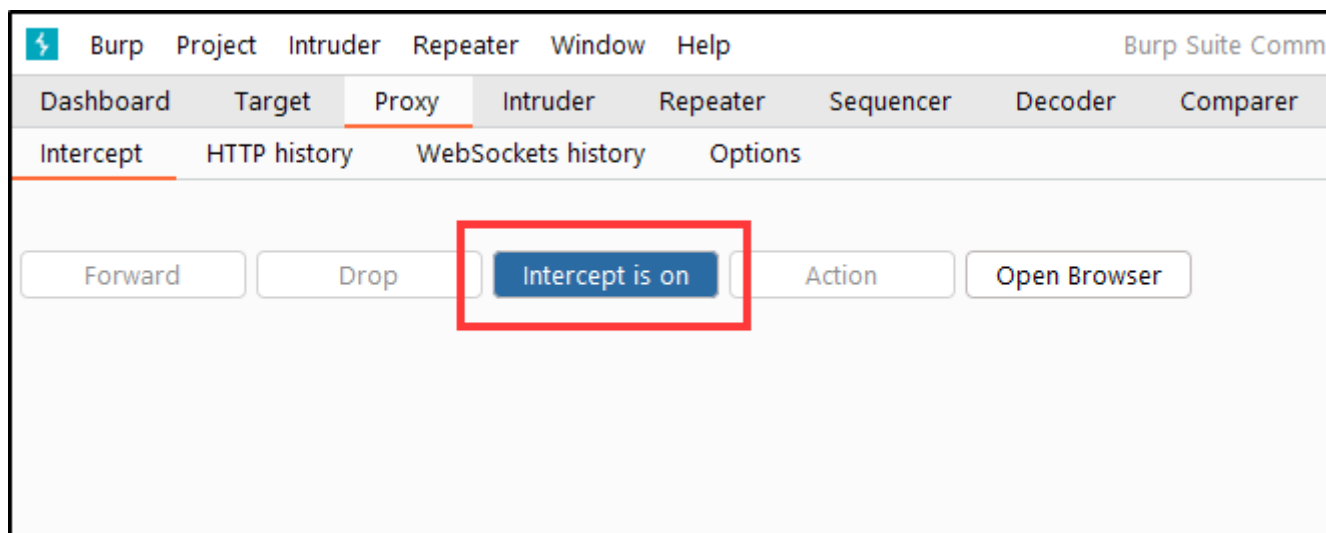 Burp Project Intruder Repeater Window Help Burp Suite Comm
Dashboard Target Proxy Intruder Repeater Sequencer Decoder Comparer
Intercept HTTP history WebSockets history Options
Forward Drop Intercept is on Action Open Browser